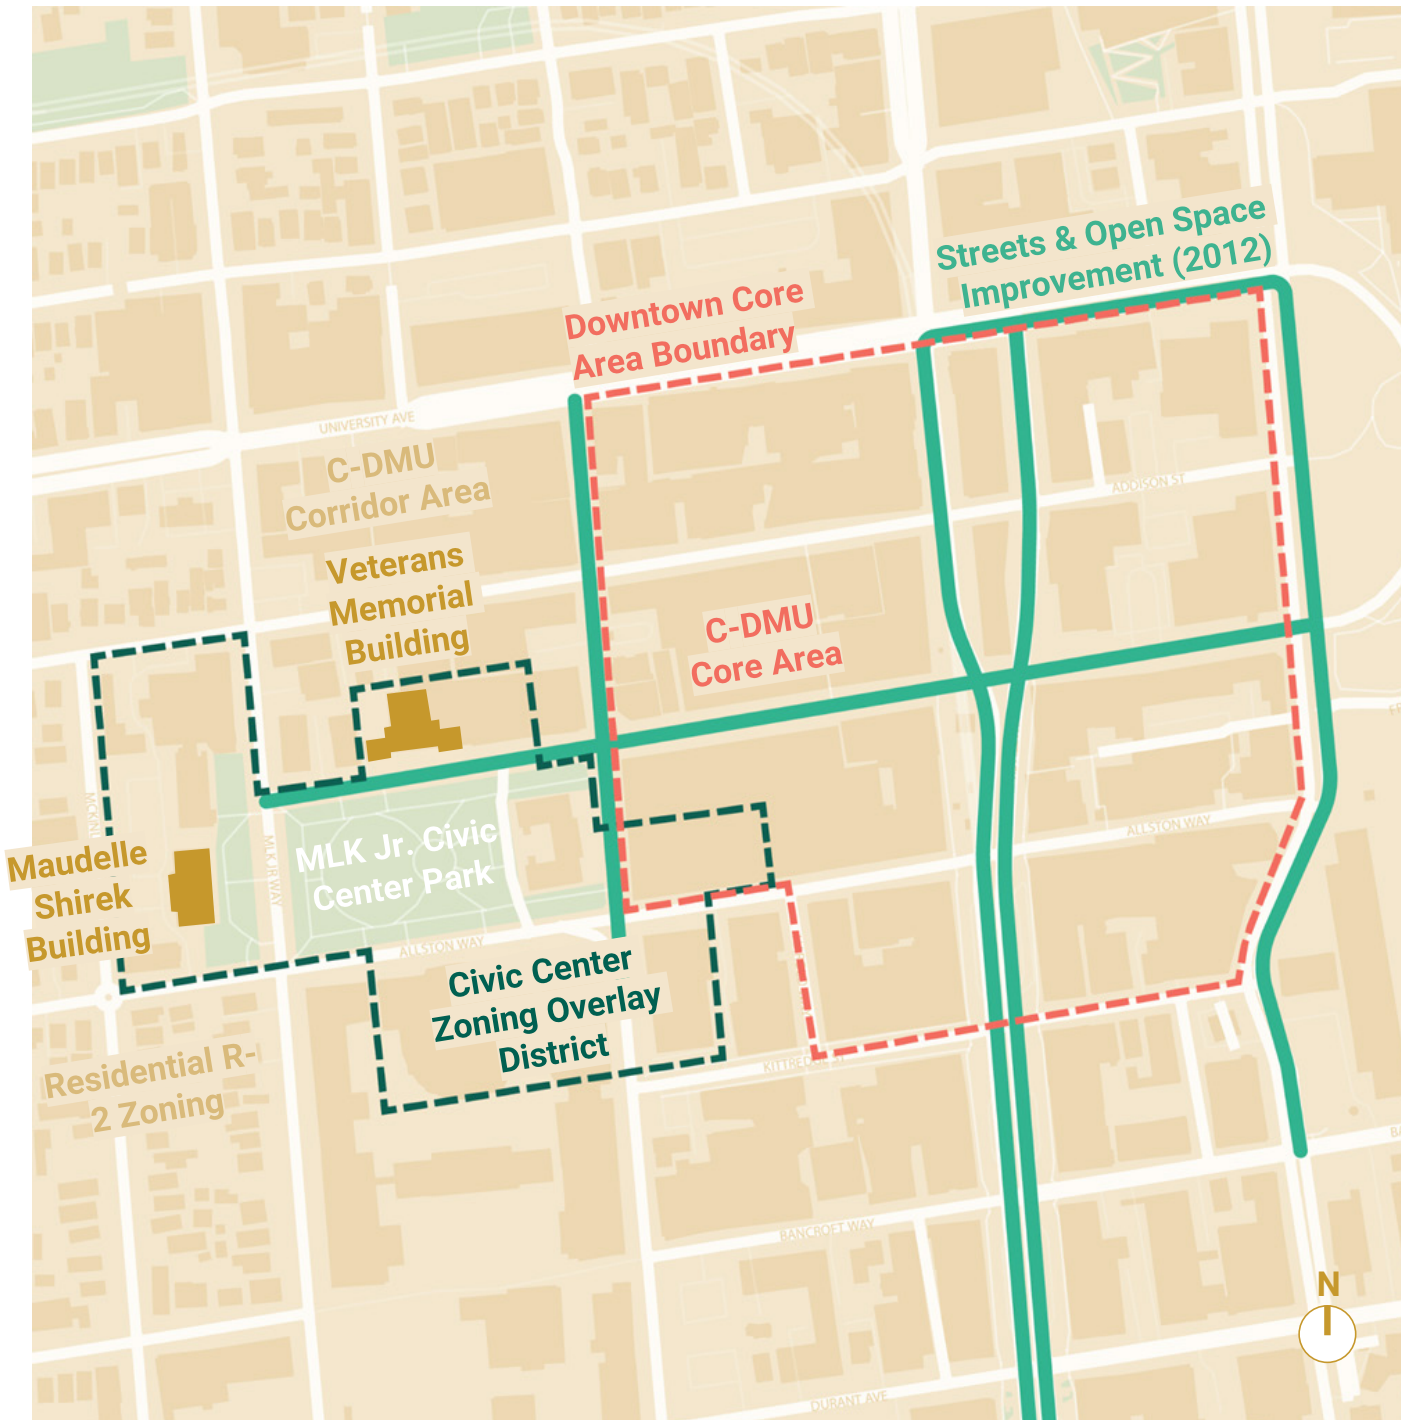 Streets & Open Space
Improvement (2012)
Downtown Core
Area Boundary
UNIVERSITY AVE
C-DMU
Corridor Area
ADDISON ST
Veterans
Memorial
Building
C-DMU
Core Area
MLK JR WAY
MLK Jr. Civic
Center Park
ALLSTON WAY
Maudelle
Shirek
Building
ALLSTON WAY
Civic Center
Zoning Overlay
District
Residential R-
2 Zoning
BANCROFT WAY
N
DURANT AVE